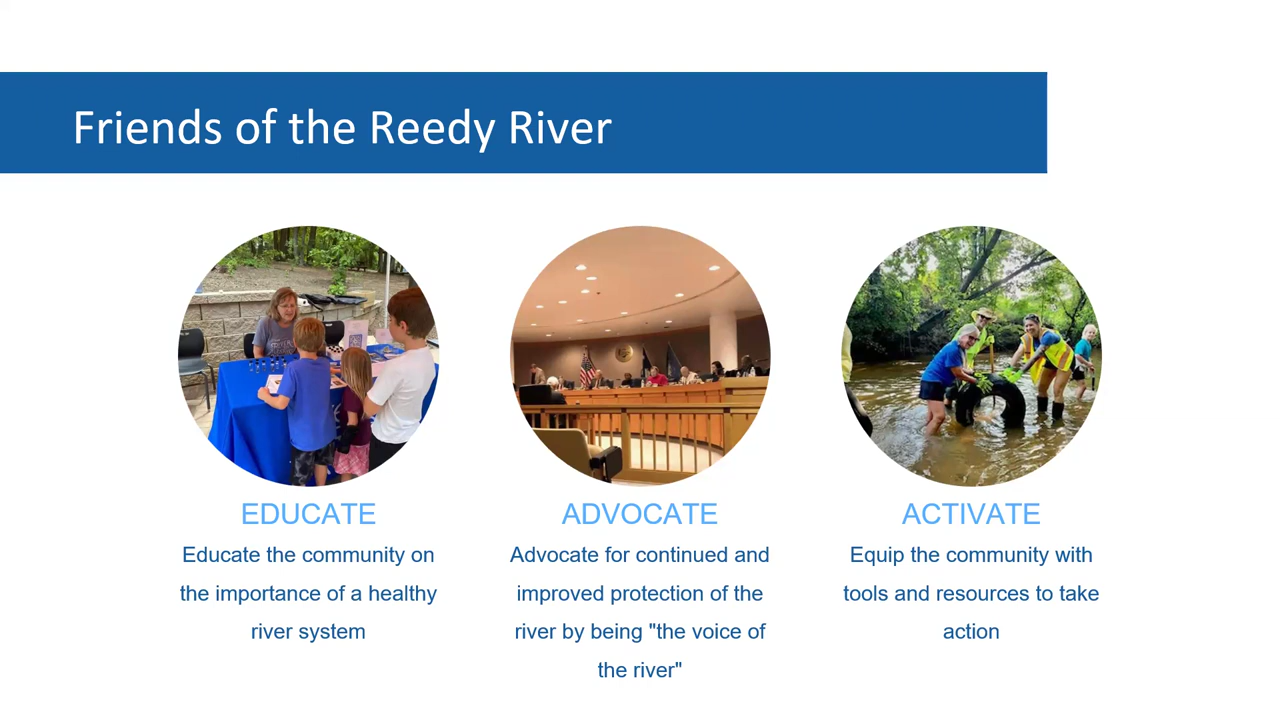 Friends of the Reedy River
EDUCATE
Educate the community on
the importance of a healthy
river system
ADVOCATE
Advocate for continued and
improved protection of the
river by being "the voice of
the river"
ACTIVATE
Equip the community with
tools and resources to take
action